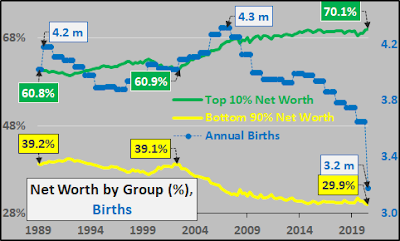 4.2 m
4.3 m
70.1%
68%
4.2
60.8%
60.9%
3.8
Top 10% Net Worth
Bottom 90% Net Worth
Annual Births
48%
3.4
39.2%
39.1%
3.2 m
29.9%
Net Worth by Group (%),
Births
28%
3.0
1989 1994 1999 2004 2009 2014 2019